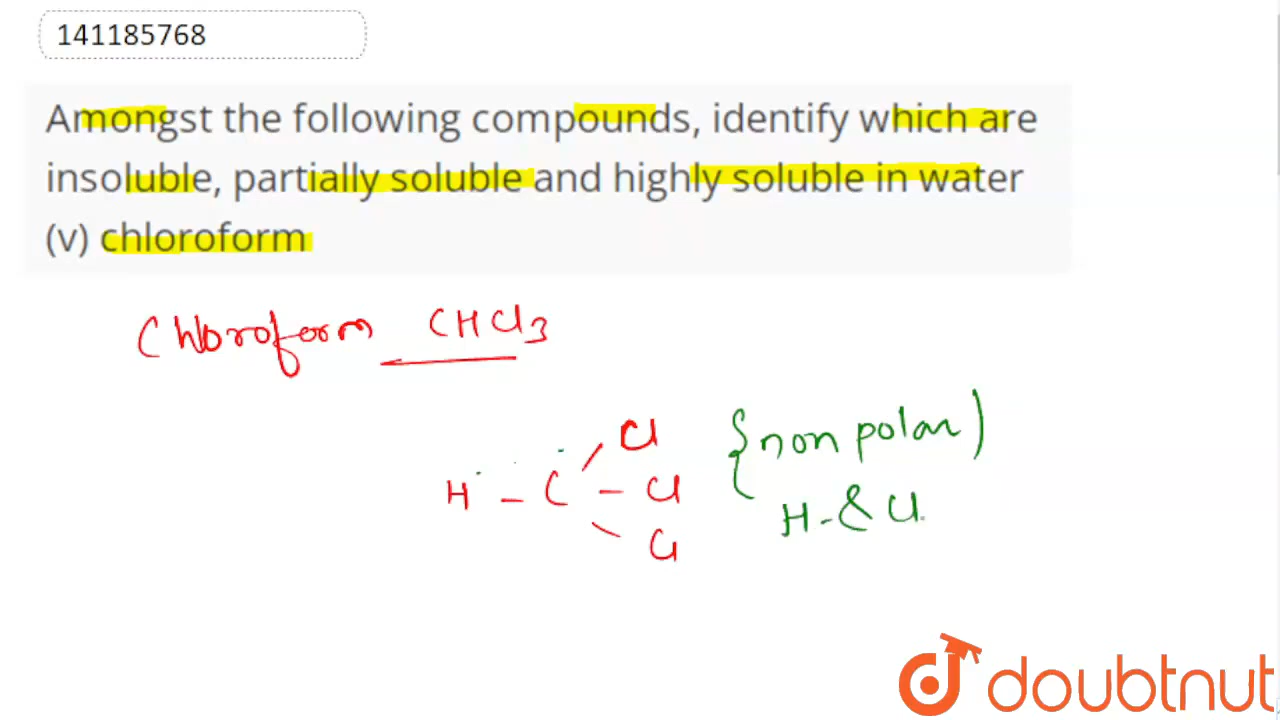 141185768
Amongst the following compounds, identify which are
insoluble, partially soluble and highly soluble in water
(v) chloroform
Chloroform CHCl3
Cl
{non polar)
H - C - Cl
H - & Cl
Cl
doubtnut